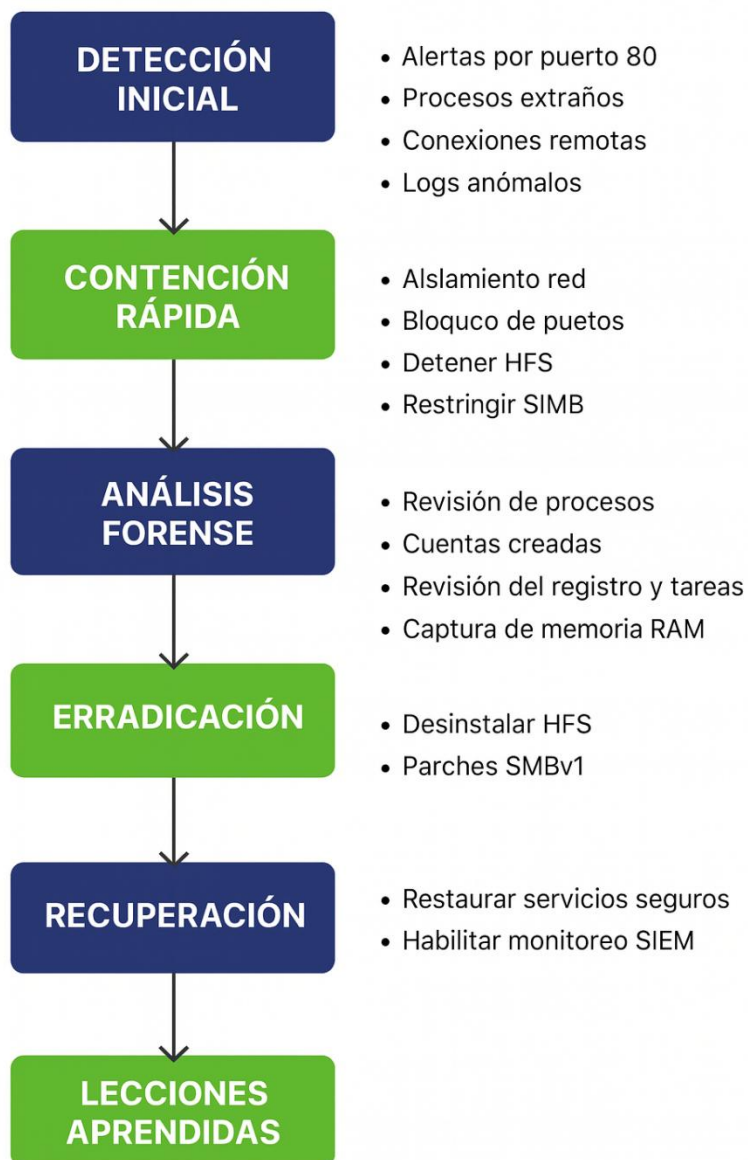 DETECCIÓN
INICIAL
• Alertas por puerto 80
• Procesos extraños
• Conexiones remotas
• Logs anómalos
CONTENCIÓN
RÁPIDA
• Alslamiento red
• Bloquco de puetos
• Detener HFS
• Restringir SIMB
ANÁLISIS
FORENSE
• Revisión de procesos
• Cuentas creadas
• Revisión del registro y tareas
• Captura de memoria RAM
ERRADICACIÓN
• Desinstalar HFS
• Parches SMBv1
RECUPERACIÓN
• Restaurar servicios seguros
• Habilitar monitoreo SIEM
LECCIONES
APRENDIDAS